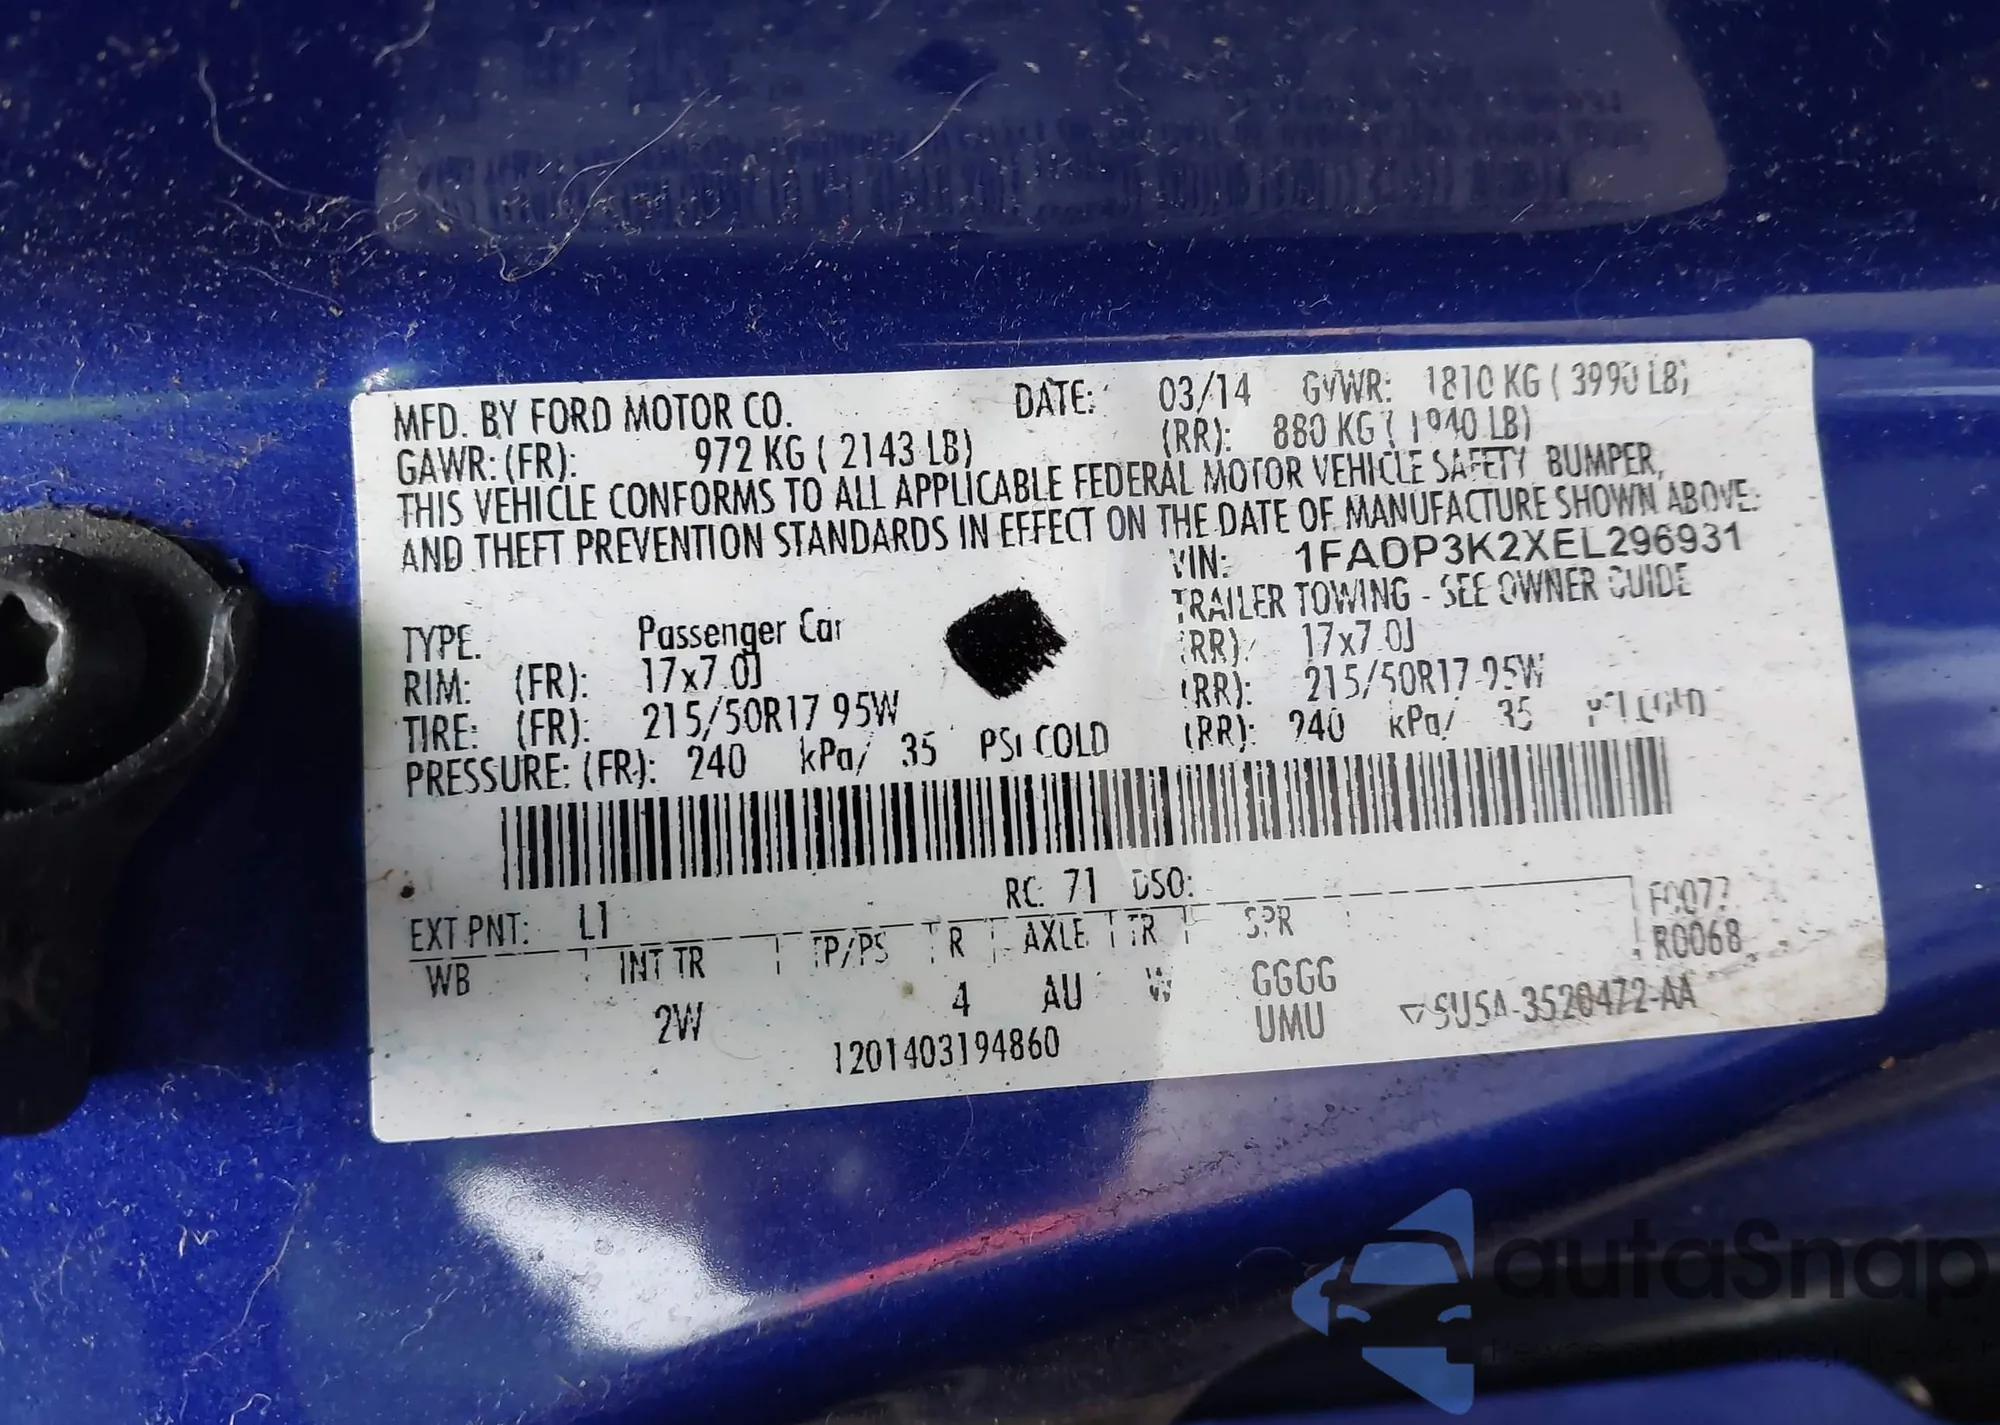 MFD. BY FORD MOTOR CO. DATE: 03/14 GVWR: 1810 KG ( 3990 LB)
GAWR: (FR): 972 KG ( 2143 LB) (RR): 880 KG ( 1940 LB)
THIS VEHICLE CONFORMS TO ALL APPLICABLE FEDERAL MOTOR VEHICLE SAFETY BUMPER,
AND THEFT PREVENTION STANDARDS IN EFFECT ON THE DATE OF MANUFACTURE SHOWN ABOVE.
VIN: 1FADP3K2XEL296931
TRAILER TOWING - SEE OWNER GUIDE
TYPE. Passenger Car
RIM: (FR): 17x7.0J (RR): 17x7.0J
TIRE: (FR): 215/50R17 95W (RR): 215/50R17 95W
PRESSURE: (FR): 240 kPa/ 35 PSI COLD (RR): 240 kPa/ 35 PSI COLD
EXT PNT: L1 RC: 71 DSO:
WB INT TR TP/PS R AXLE TR SPR
R0068
2W 4 AU W GGGG
UMU
1201403194860
autaSnap